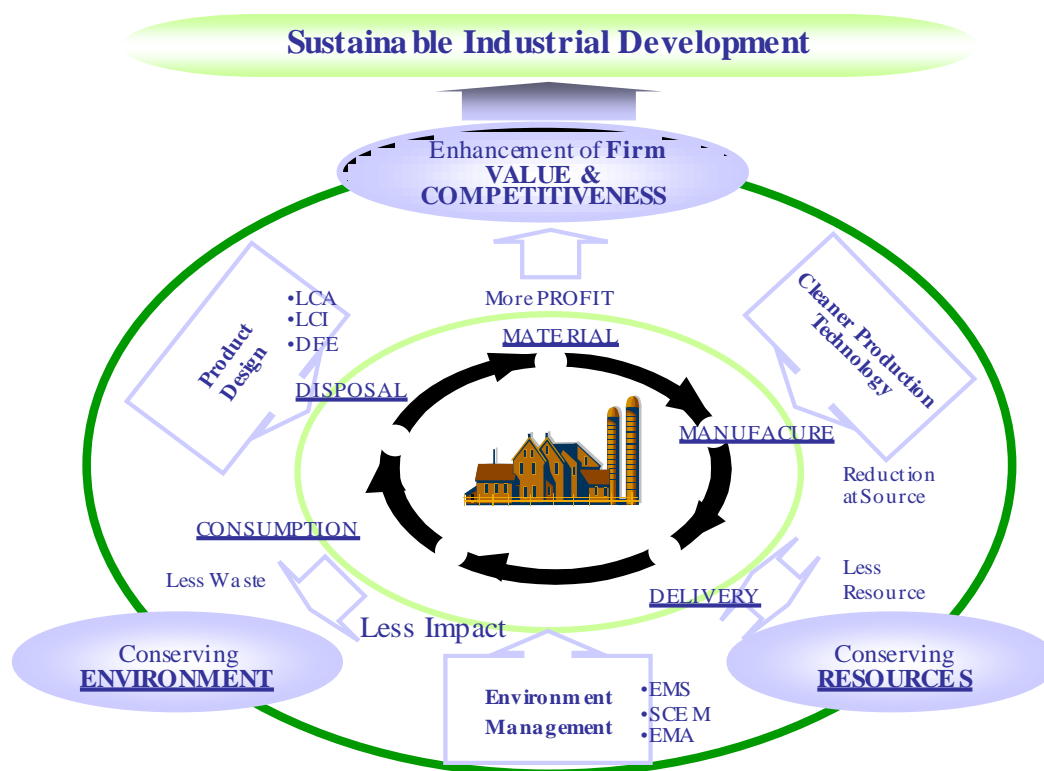 Sustainable Industrial Development
Enhancement of Firm
VALUE &
COMPETITIVENESS
•LCA
•LCI
•DFE
Product
Design
More PROFIT
Cleaner Production
Technology
MATERIAL
DISPOSAL
MANUFACURE
Reduction
at Source
CONSUMPTION
Less Waste
Less
Resource
DELIVERY
Less Impact
Conserving
ENVIRONMENT
Conserving
RESOURCES
Environment
Management
•EMS
•SCEM
•EMA